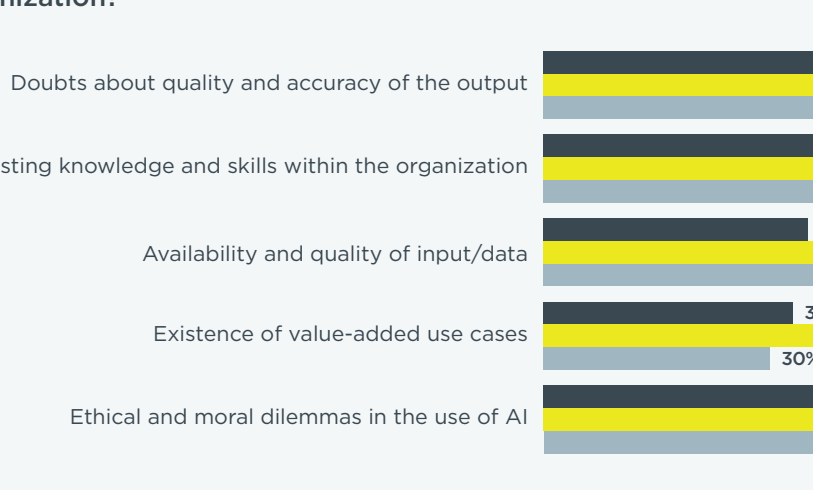 nization?
Doubts about quality and accuracy of the output
sting knowledge and skills within the organization
Availability and quality of input/data
3
Existence of value-added use cases
30%
Ethical and moral dilemmas in the use of AI